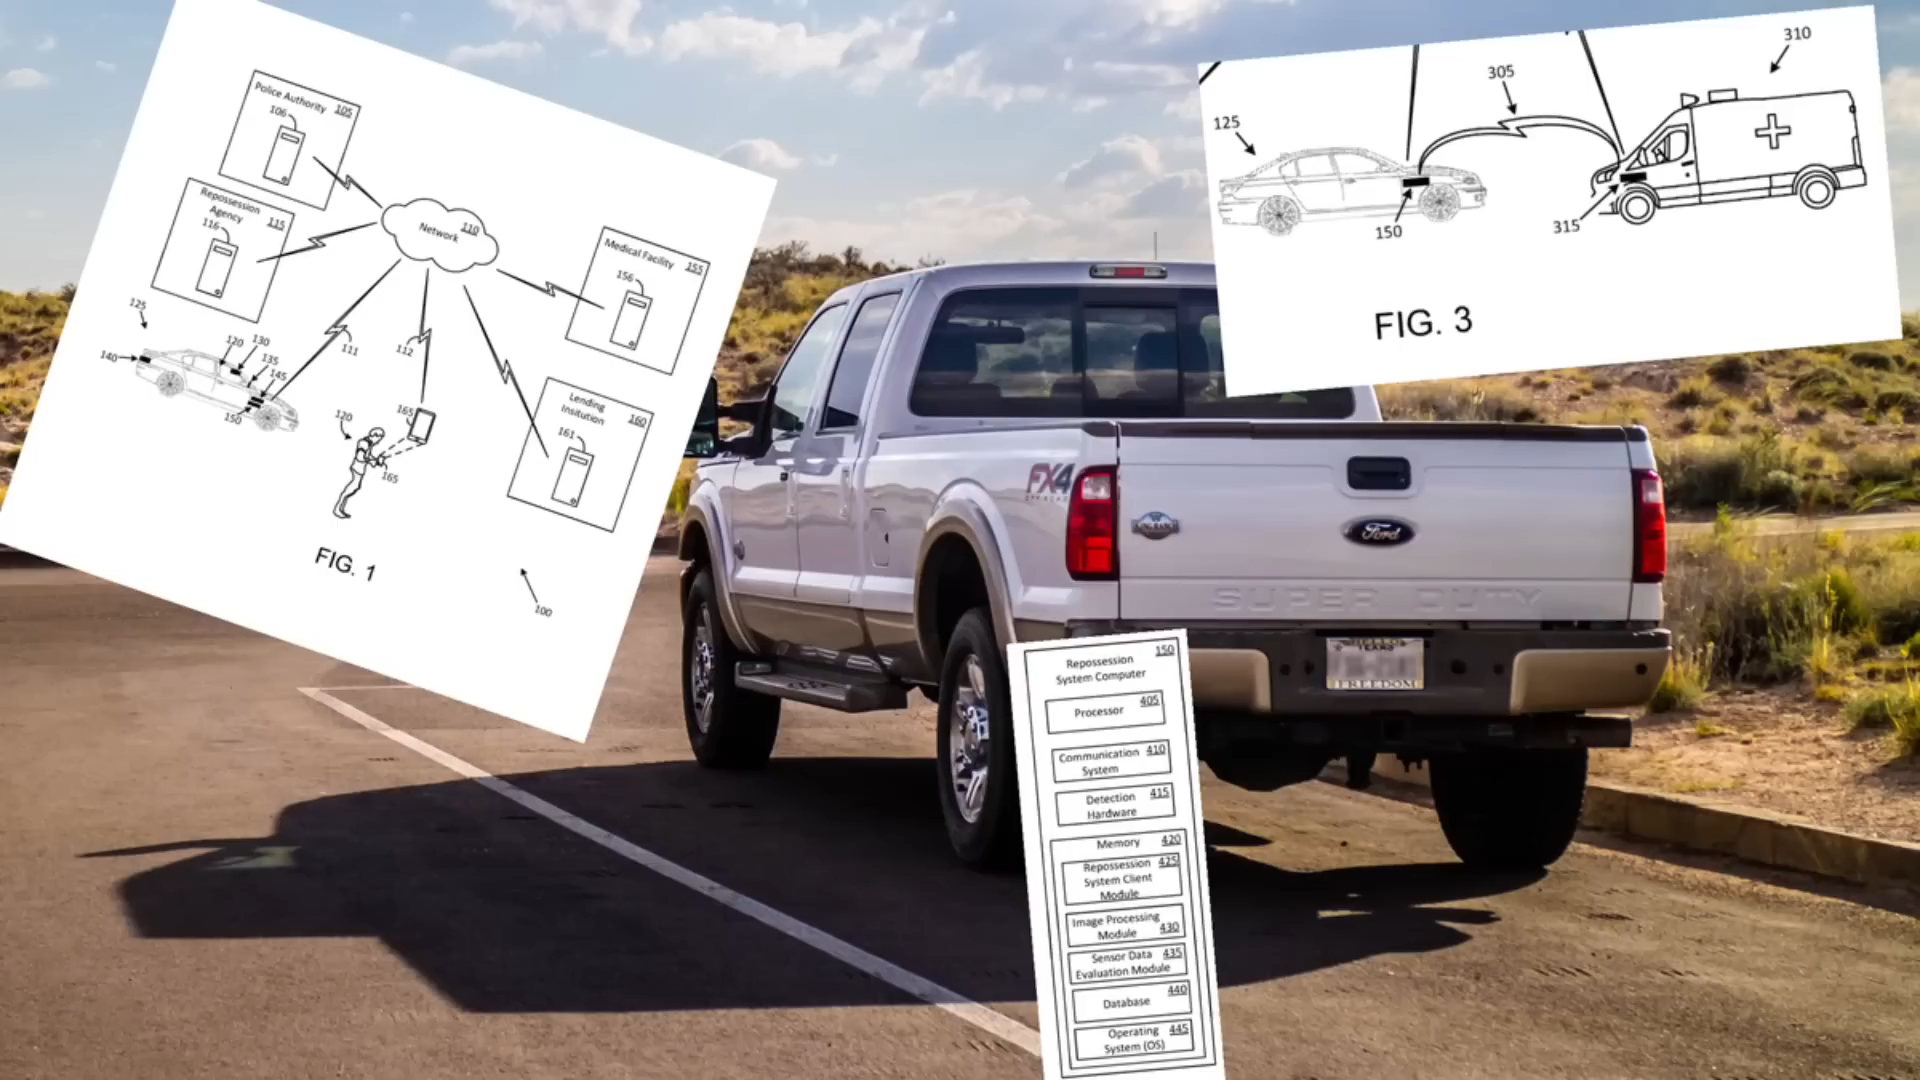 Police Authority 105
106
Repossession
Agency 115
116
Network 110
Medical Facility 155
156
Lending
Insitution 160
161
125
140
120
130
135
145
150
111
112
120
165
165
FIG. 1
100
125
305
310
150
315
FIG. 3
FX4
OFF ROAD
KING RANCH
Ford
SUPER DUTY
TEXAS
FREEDOM
150
Repossession
System Computer
405
Processor
Communication 410
System
Detection 415
Hardware
Memory 420
Repossession 425
System Client
Module
Image Processing
Module 430
Sensor Data 435
Evaluation Module
440
Database
Operating 445
System (OS)